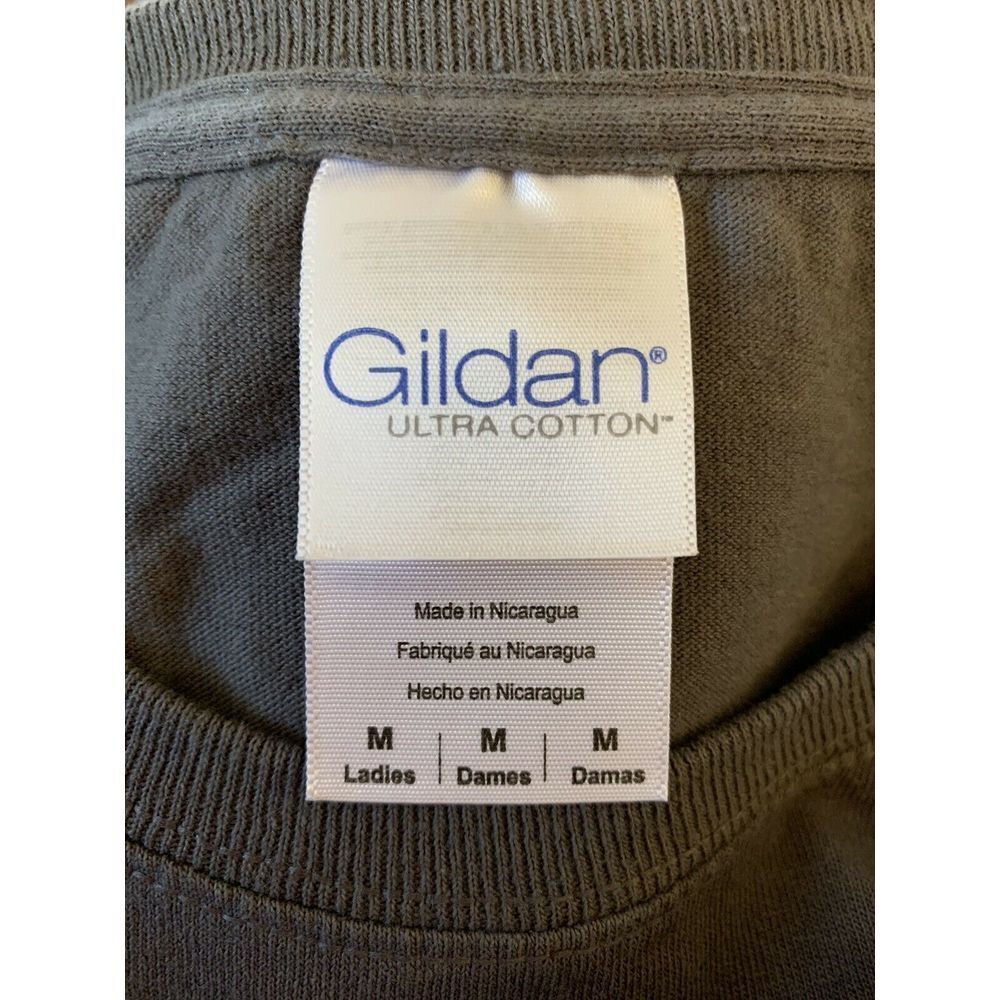 Gildan®
ULTRA COTTON™
Made in Nicaragua
Fabriqué au Nicaragua
Hecho en Nicaragua
M | M | M
Ladies | Dames | Damas